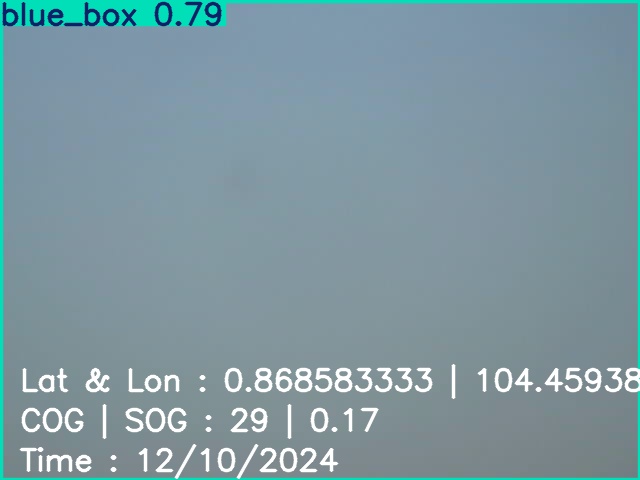 blue_box 0.79
Lat & Lon : 0.868583333 | 104.45938
COG | SOG : 29 | 0.17
Time : 12/10/2024